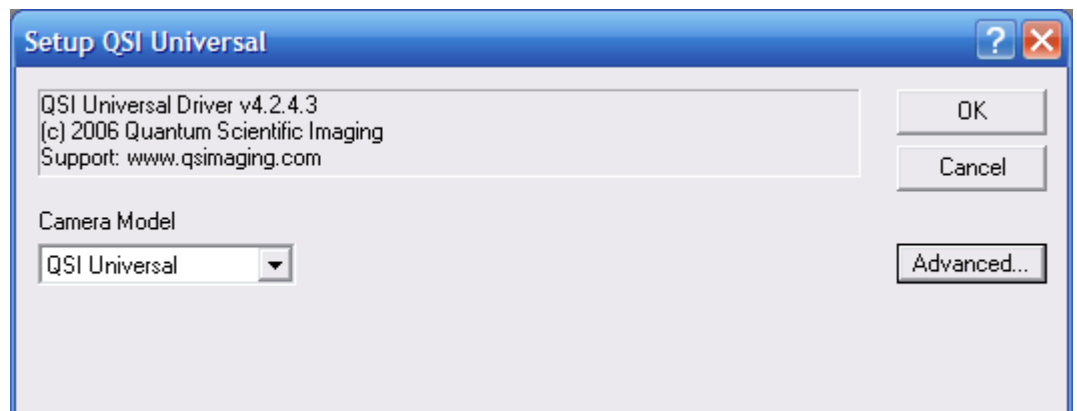 Setup QSI Universal
QSI Universal Driver v4.2.4.3
(c) 2006 Quantum Scientific Imaging
Support: www.qsimaging.com
OK
Cancel
Camera Model
QSI Universal
Advanced...